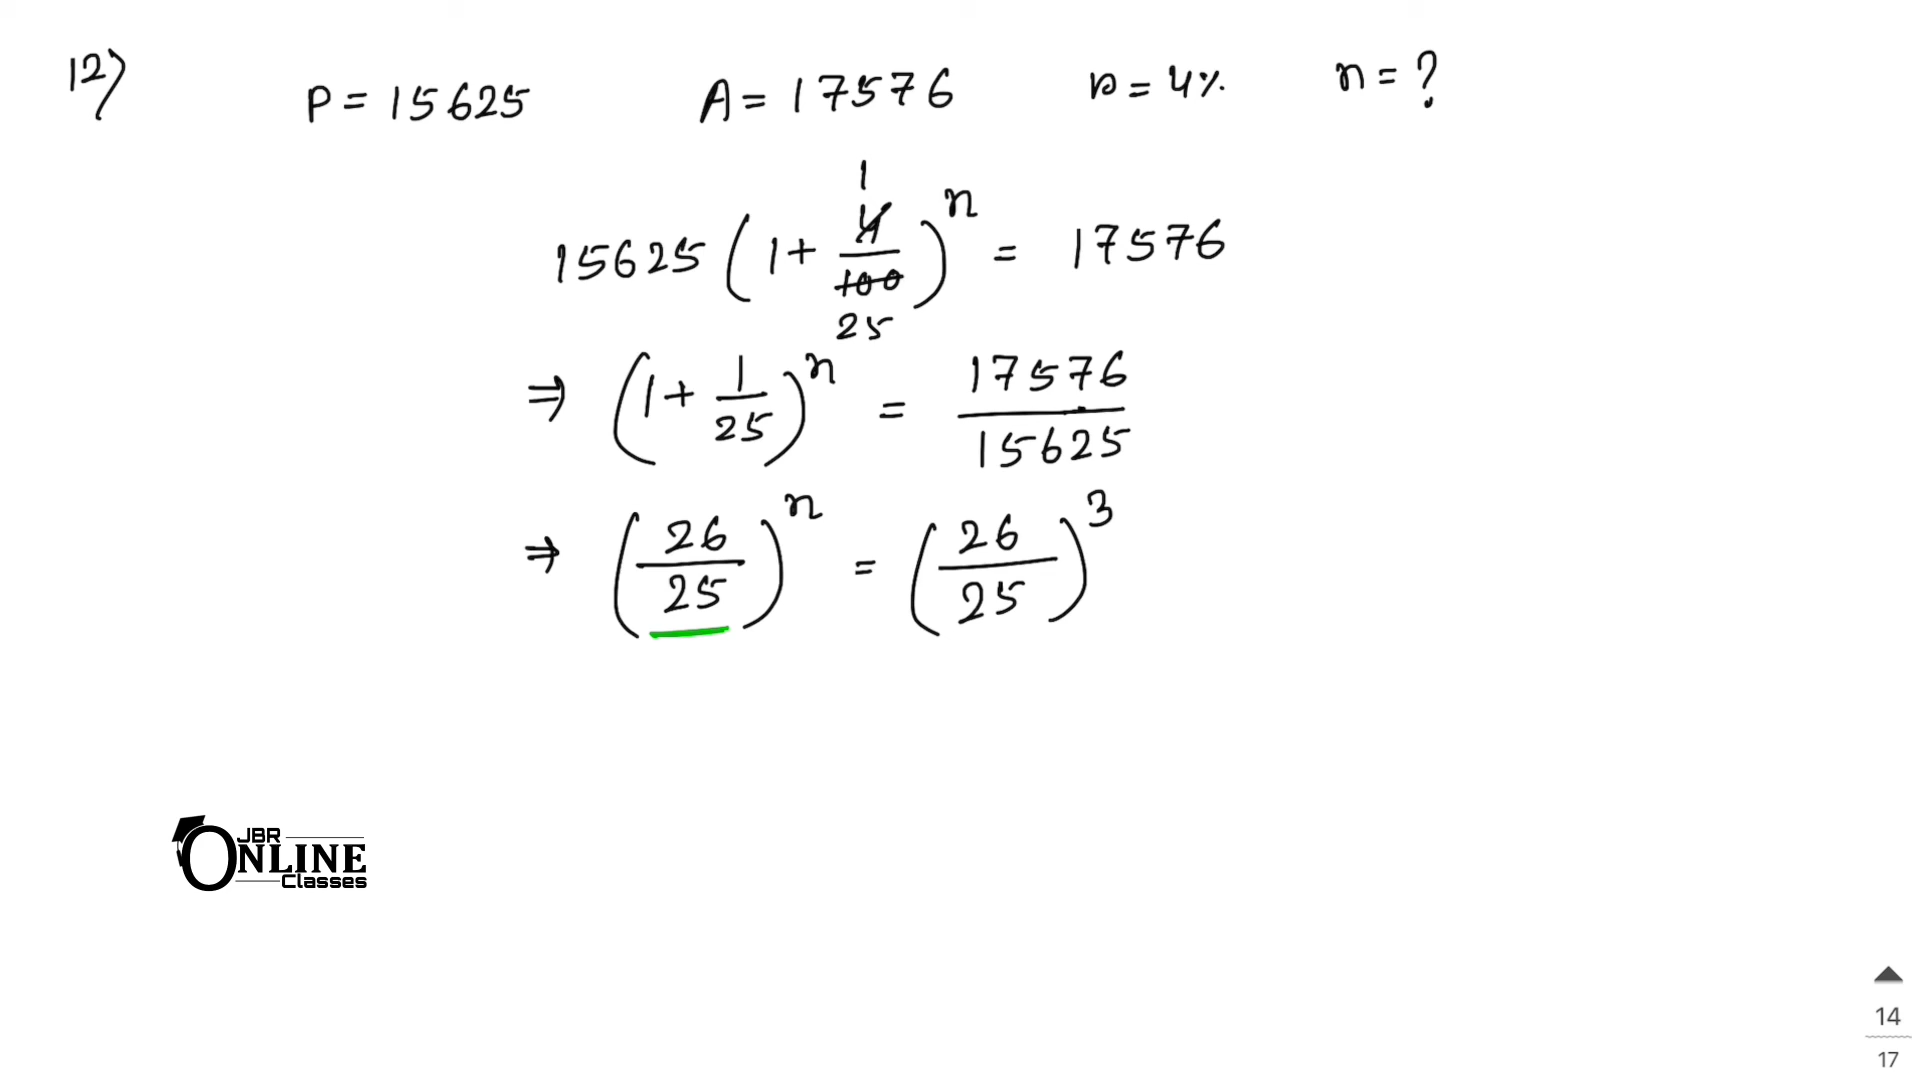 12)
P = 15625 A = 17576 r = 4% n = ?
15625 (1 + 4/100)^n = 17576
1
25
⇒ (1 + 1/25)^n = 17576/15625
⇒ (26/25)^n = (26/25)^3
JBR
ONLINE
Classes
14
17